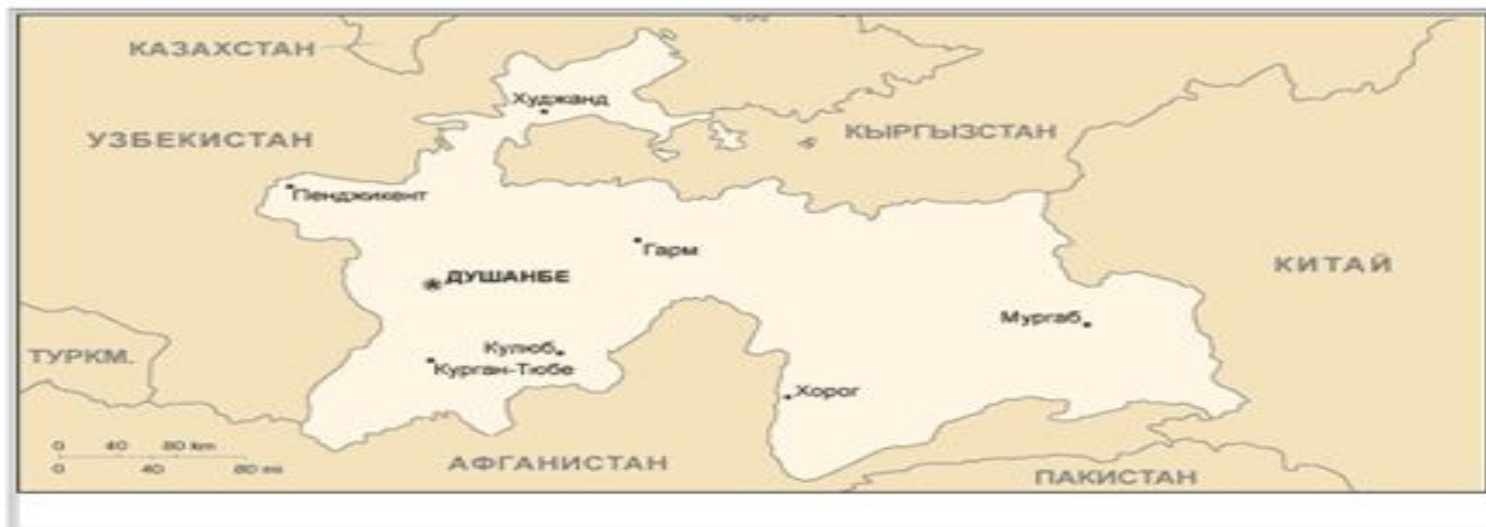 КАЗАХСТАН
Худжанд
УЗБЕКИСТАН
КЫРГЫЗСТАН
Пенджикент
Гарм
ДУШАНБЕ
КИТАЙ
Мургаб
ТУРКМ.
Кулюб
Курган-Тюбе
Хорог
0 40 80 km
0 40 80 mi
АФГАНИСТАН
ПАКИСТАН